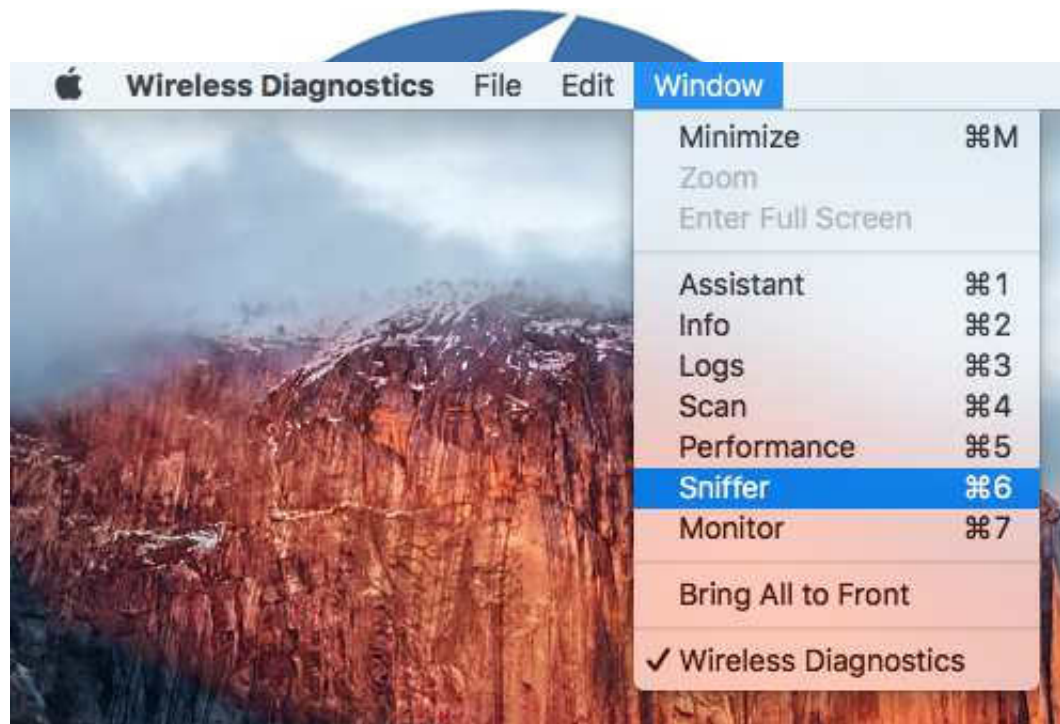 Wireless Diagnostics File Edit Window
Minimize ⌘M
Zoom
Enter Full Screen
Assistant ⌘1
Info ⌘2
Logs ⌘3
Scan ⌘4
Performance ⌘5
Sniffer ⌘6
Monitor ⌘7
Bring All to Front
✓ Wireless Diagnostics